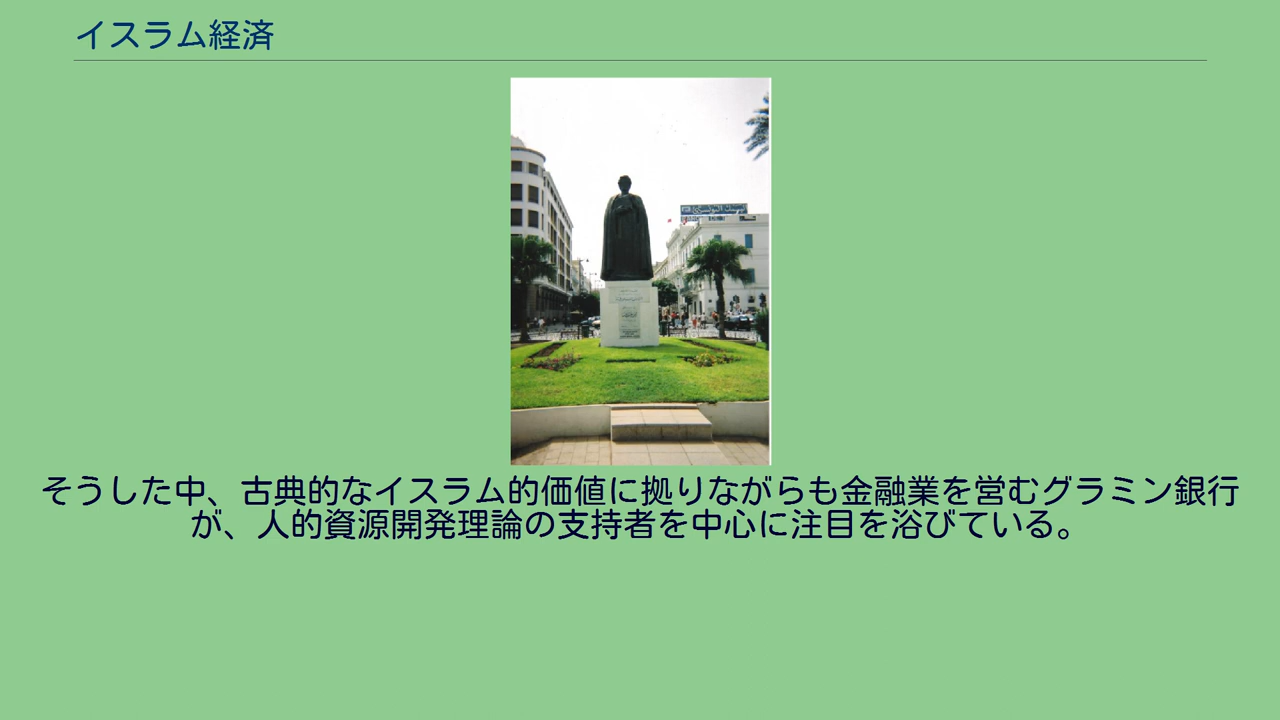 イスラム経済
そうした中、古典的なイスラム的価値に拠りながらも金融業を営むグラミン銀行
が、人的資源開発理論の支持者を中心に注目を浴びている。